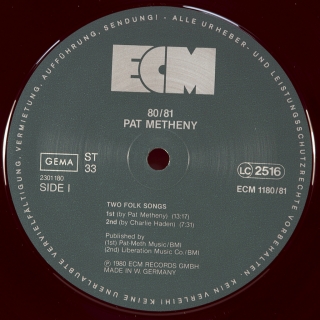 ECM
80/81
PAT METHENY
GEMA
ST
33
2301 180
SIDE I
LC 2516
ECM 1180/81
TWO FOLK SONGS
1st (by Pat Metheny) (13:17)
2nd (by Charlie Haden) (7:31)
Published by
(1st) Pat-Meth Music/BMI
(2nd) Liberation Music Co/BMI
Ⓟ 1980 ECM RECORDS GMBH
MADE IN W. GERMANY
ALLE URHEBER- UND LEISTUNGSSCHUTZRECHTE VORBEHALTEN · KEIN VERLEIH! KEINE UNERLAUBTE VERVIELFÄLTIGUNG, VERMIETUNG, AUFFÜHRUNG, SENDUNG! -